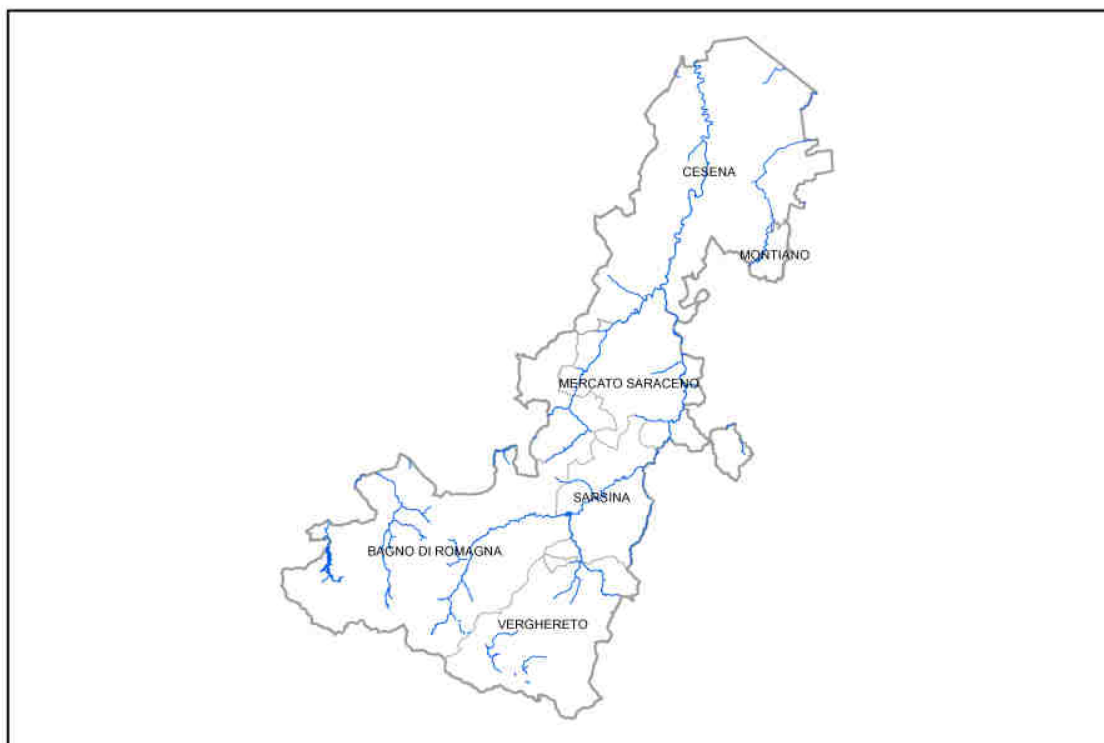 CESENA
MONTIANO
MERCATO SARACENO
SARSINA
BAGNO DI ROMAGNA
VERGHERETO